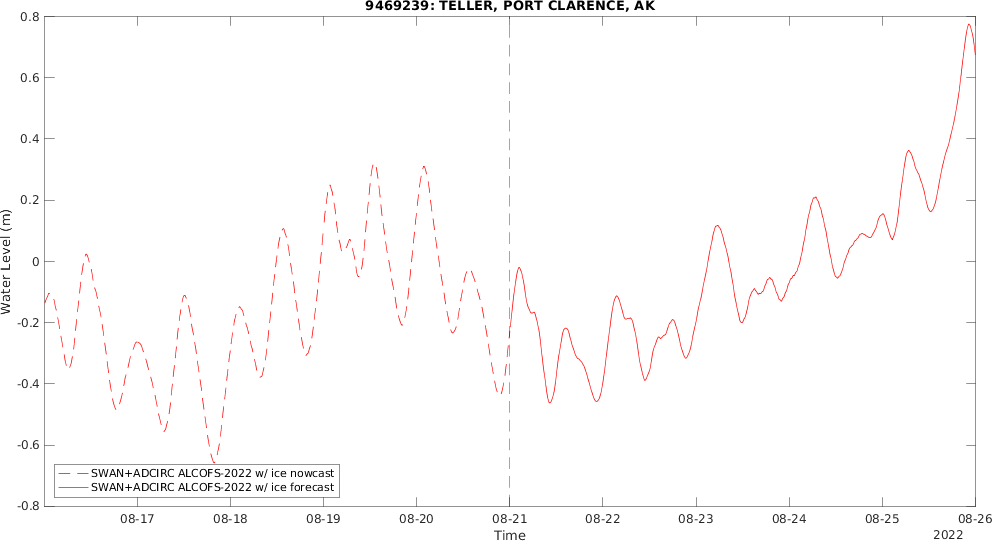 9469239: TELLER, PORT CLARENCE, AK
Water Level (m)
0.8
0.6
0.4
0.2
0
-0.2
-0.4
-0.6
-0.8
SWAN+ADCIRC ALCOFS-2022 w/ ice nowcast
SWAN+ADCIRC ALCOFS-2022 w/ ice forecast
08-17 08-18 08-19 08-20 08-21 08-22 08-23 08-24 08-25 08-26
Time
2022